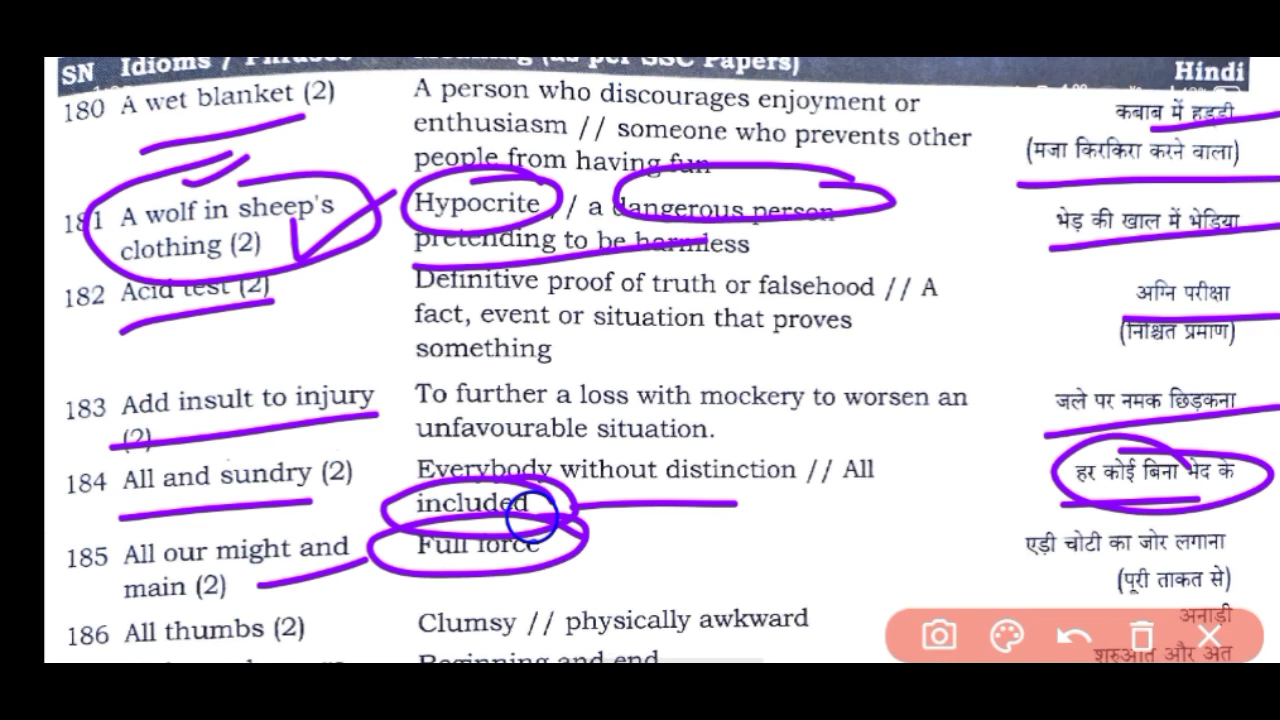 SN Idioms / Phrases Meaning (as per SSC Papers) Hindi
180 A wet blanket (2) A person who discourages enjoyment or कबाब में हड्डी
enthusiasm // someone who prevents other (मजा किरकिरा करने वाला)
people from having fun
181 A wolf in sheep's Hypocrite // a dangerous person भेड़ की खाल में भेडिया
clothing (2) pretending to be harmless
182 Acid test (2) Definitive proof of truth or falsehood // A अग्नि परीक्षा
fact, event or situation that proves (निश्चित प्रमाण)
something
183 Add insult to injury To further a loss with mockery to worsen an जले पर नमक छिड़कना
(2) unfavourable situation.
184 All and sundry (2) Everybody without distinction // All हर कोई बिना भेद के
included
185 All our might and Full force एड़ी चोटी का जोर लगाना
main (2) (पूरी ताकत से)
186 All thumbs (2) Clumsy // physically awkward अनाड़ी
Beginning and end शुरुआत और अंत